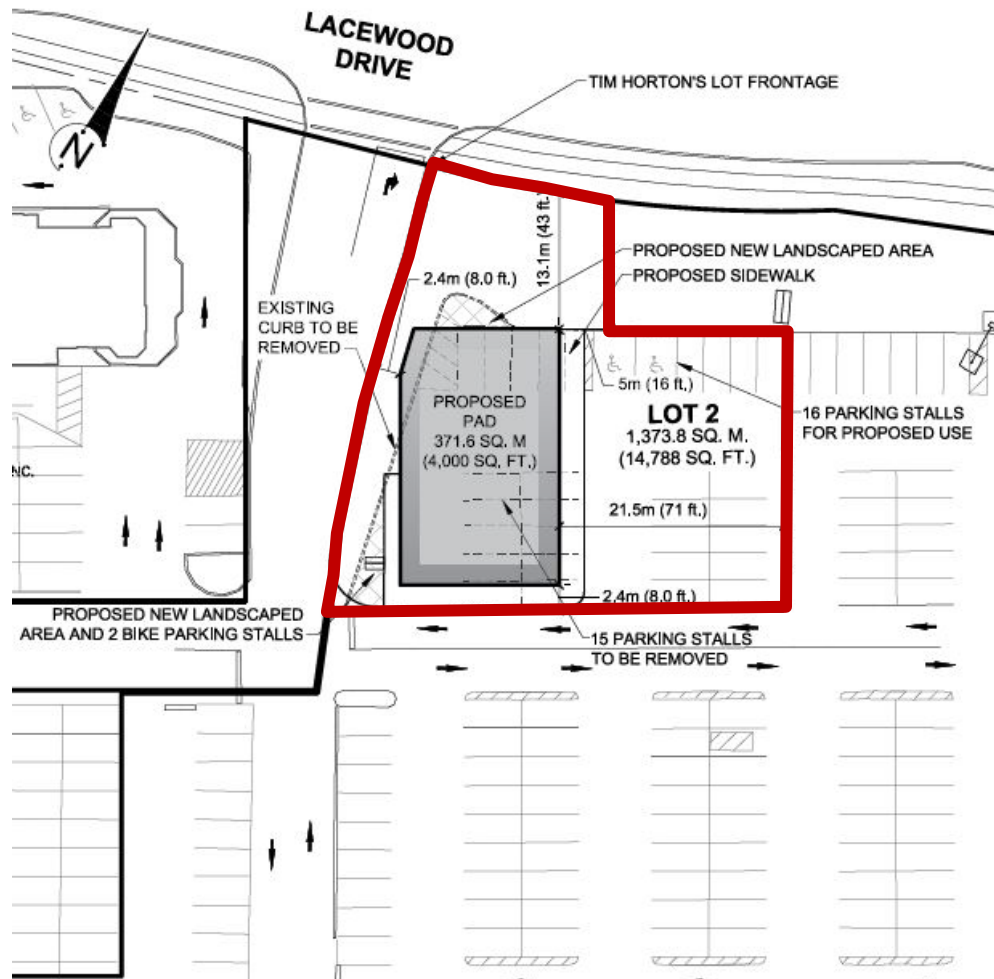 LACEWOOD
DRIVE
TIM HORTON'S LOT FRONTAGE
N
13.1m (43 ft.)
PROPOSED NEW LANDSCAPED AREA
PROPOSED SIDEWALK
2.4m (8.0 ft.)
EXISTING
CURB TO BE
REMOVED
5m (16 ft.)
PROPOSED
PAD
371.6 SQ. M
(4,000 SQ. FT.)
LOT 2
1,373.8 SQ. M.
(14,788 SQ. FT.)
16 PARKING STALLS
FOR PROPOSED USE
NC.
21.5m (71 ft.)
2.4m (8.0 ft.)
PROPOSED NEW LANDSCAPED
AREA AND 2 BIKE PARKING STALLS
15 PARKING STALLS
TO BE REMOVED